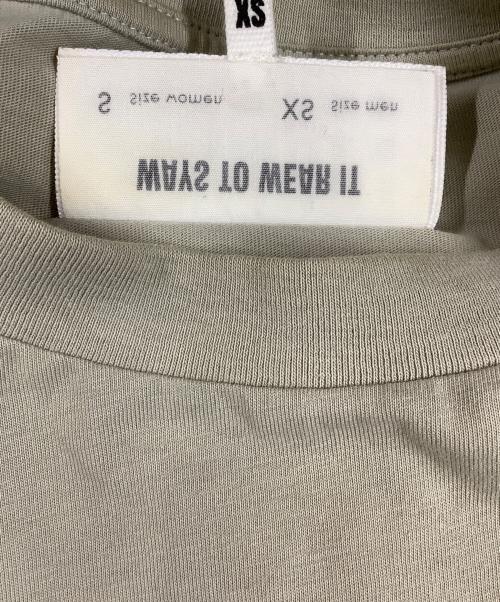 XS
WAYS TO WEAR IT
S Size women XS Size men